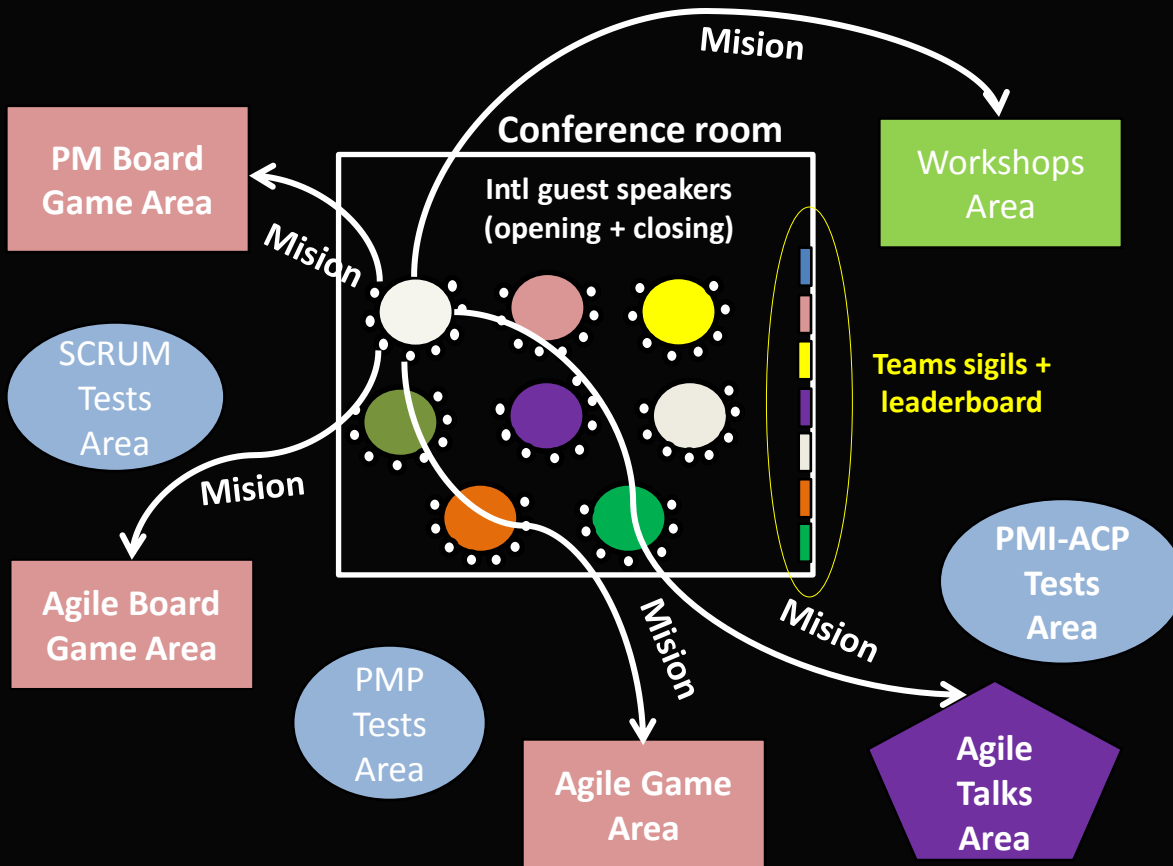 Mision
Conference room
PM Board
Game Area
Workshops
Area
Intl guest speakers
(opening + closing)
Mision
SCRUM
Tests
Area
Teams sigils +
leaderboard
Mision
PMI-ACP
Tests
Area
Agile Board
Game Area
Mision
Mision
PMP
Tests
Area
Agile Game
Area
Agile
Talks
Area